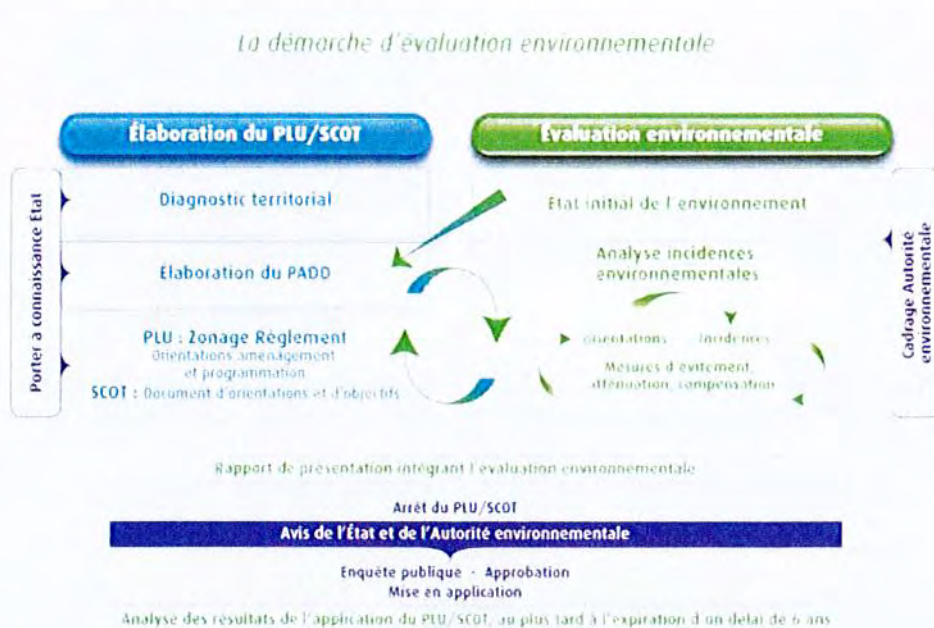 La démarche d'évaluation environnementale
Élaboration du PLU/SCOT
Évaluation environnementale
Porter à connaissance État
Diagnostic territorial
Élaboration du PADD
PLU : Zonage Règlement
Orientations aménagement
et programmation
SCOT : Document d'orientations et d'objectifs
État initial de l'environnement
Analyse incidences
environnementales
Orientations
Incidences
Mesures d'évitement,
atténuation, compensation
Cadrage Autorité
environnementale
Rapport de présentation intégrant l'évaluation environnementale
Arrêt du PLU/SCOT
Avis de l'État et de l'Autorité environnementale
Enquête publique - Approbation
Mise en application
Analyse des résultats de l'application du PLU/SCOT, au plus tard à l'expiration d'un délai de 6 ans